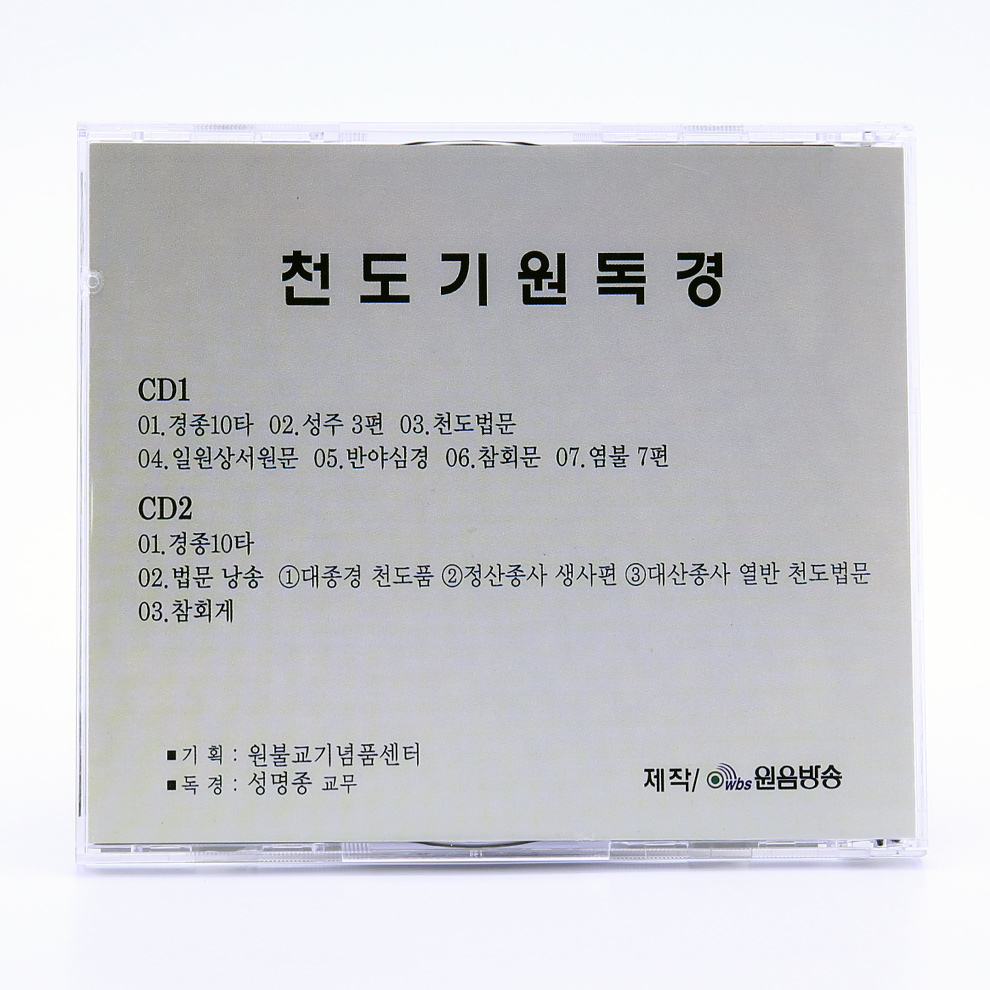 천도기원독경
CD1
01.경종10타 02.성주 3편 03.천도법문
04.일원상서원문 05.반야심경 06.참회문 07.염불 7편
CD2
01.경종10타
02.법문 낭송 ①대종경 천도품 ②정산종사 생사편 ③대산종사 열반 천도법문
03.참회게
■기 획 : 원불교기념품센터
■독 경 : 성명종 교무
제작/ wbs 원음방송